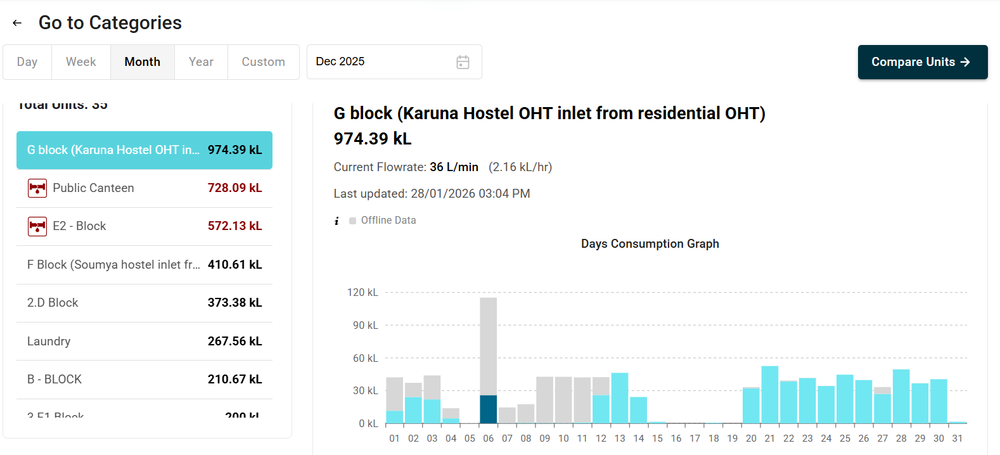 ← Go to Categories
Day Week Month Year Custom Dec 2025 Compare Units →
Total Units: 35
G block (Karuna Hostel OHT in... 974.39 kL
Public Canteen 728.09 kL
E2 - Block 572.13 kL
F Block (Soumya hostel inlet fr... 410.61 kL
2.D Block 373.38 kL
Laundry 267.56 kL
B - BLOCK 210.67 kL
3.E1 Block 200 kL
G block (Karuna Hostel OHT inlet from residential OHT)
974.39 kL
Current Flowrate: 36 L/min (2.16 kL/hr)
Last updated: 28/01/2026 03:04 PM
i Offline Data
Days Consumption Graph
120 kL
90 kL
60 kL
30 kL
0 kL
01 02 03 04 05 06 07 08 09 10 11 12 13 14 15 16 17 18 19 20 21 22 23 24 25 26 27 28 29 30 31